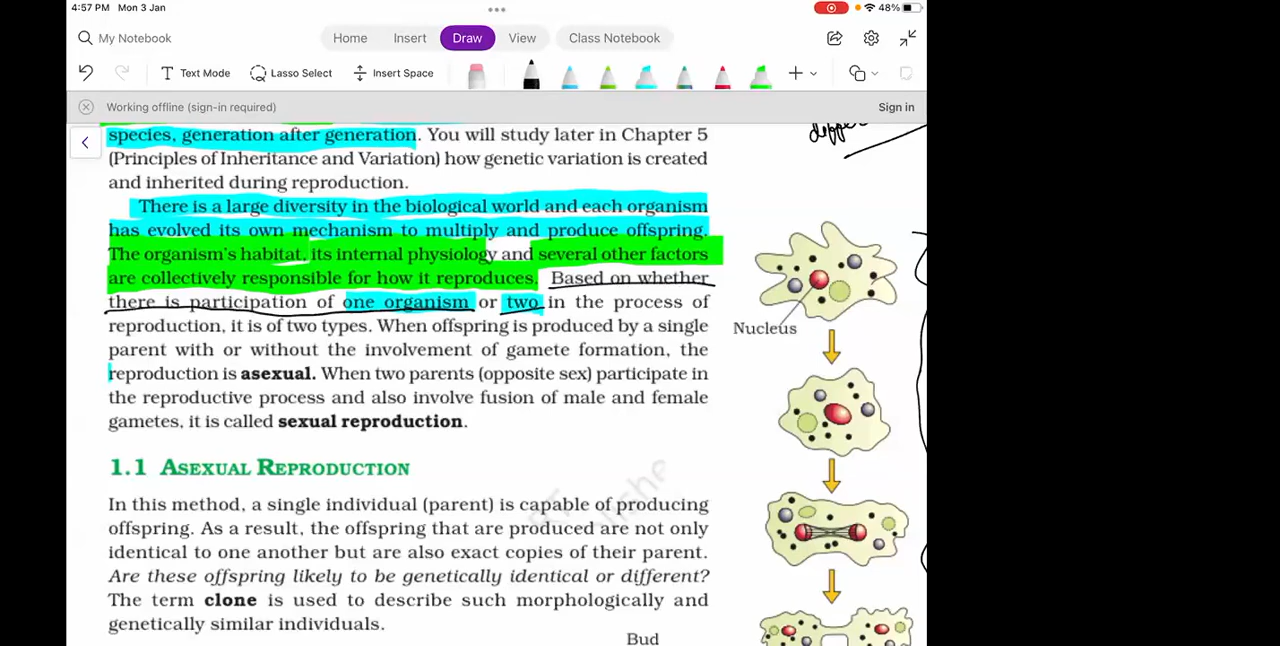 4:57 PM Mon 3 Jan
48%
My Notebook
Home Insert Draw View Class Notebook
Text Mode Lasso Select Insert Space
Working offline (sign-in required)
Sign in
species, generation after generation. You will study later in Chapter 5
(Principles of Inheritance and Variation) how genetic variation is created
and inherited during reproduction.
There is a large diversity in the biological world and each organism
has evolved its own mechanism to multiply and produce offspring.
The organism's habitat, its internal physiology and several other factors
are collectively responsible for how it reproduces. Based on whether
there is participation of one organism or two in the process of
reproduction, it is of two types. When offspring is produced by a single
parent with or without the involvement of gamete formation, the
reproduction is asexual. When two parents (opposite sex) participate in
the reproductive process and also involve fusion of male and female
gametes, it is called sexual reproduction.
1.1 ASEXUAL REPRODUCTION
In this method, a single individual (parent) is capable of producing
offspring. As a result, the offspring that are produced are not only
identical to one another but are also exact copies of their parent.
Are these offspring likely to be genetically identical or different?
The term clone is used to describe such morphologically and
genetically similar individuals.
Nucleus
Bud